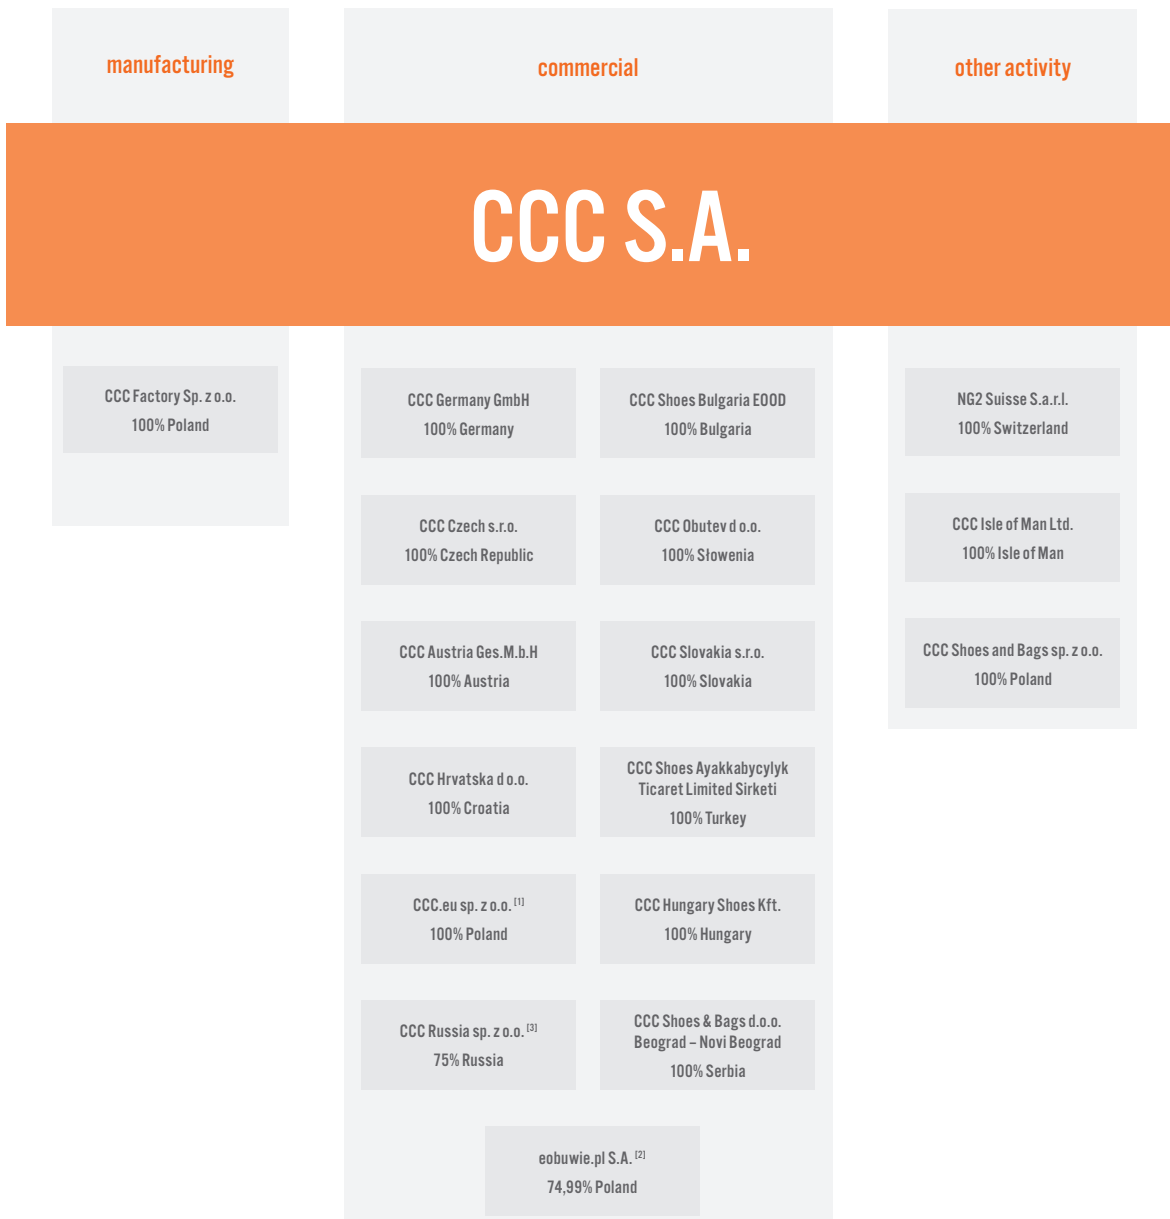 manufacturing
commercial
other activity
CCC S.A.
CCC Factory Sp. z o.o.
100% Poland
CCC Germany GmbH
100% Germany
CCC Shoes Bulgaria EOOD
100% Bulgaria
NG2 Suisse S.a.r.l.
100% Switzerland
CCC Czech s.r.o.
100% Czech Republic
CCC Obutev d o.o.
100% Słowenia
CCC Isle of Man Ltd.
100% Isle of Man
CCC Austria Ges.M.b.H
100% Austria
CCC Slovakia s.r.o.
100% Slovakia
CCC Shoes and Bags sp. z o.o.
100% Poland
CCC Hrvatska d o.o.
100% Croatia
CCC Shoes Ayakkabycylyk
Ticaret Limited Sirketi
100% Turkey
CCC.eu sp. z o.o. [1]
100% Poland
CCC Hungary Shoes Kft.
100% Hungary
CCC Russia sp. z o.o. [3]
75% Russia
CCC Shoes & Bags d.o.o.
Beograd – Novi Beograd
100% Serbia
eobuwie.pl S.A. [2]
74,99% Poland